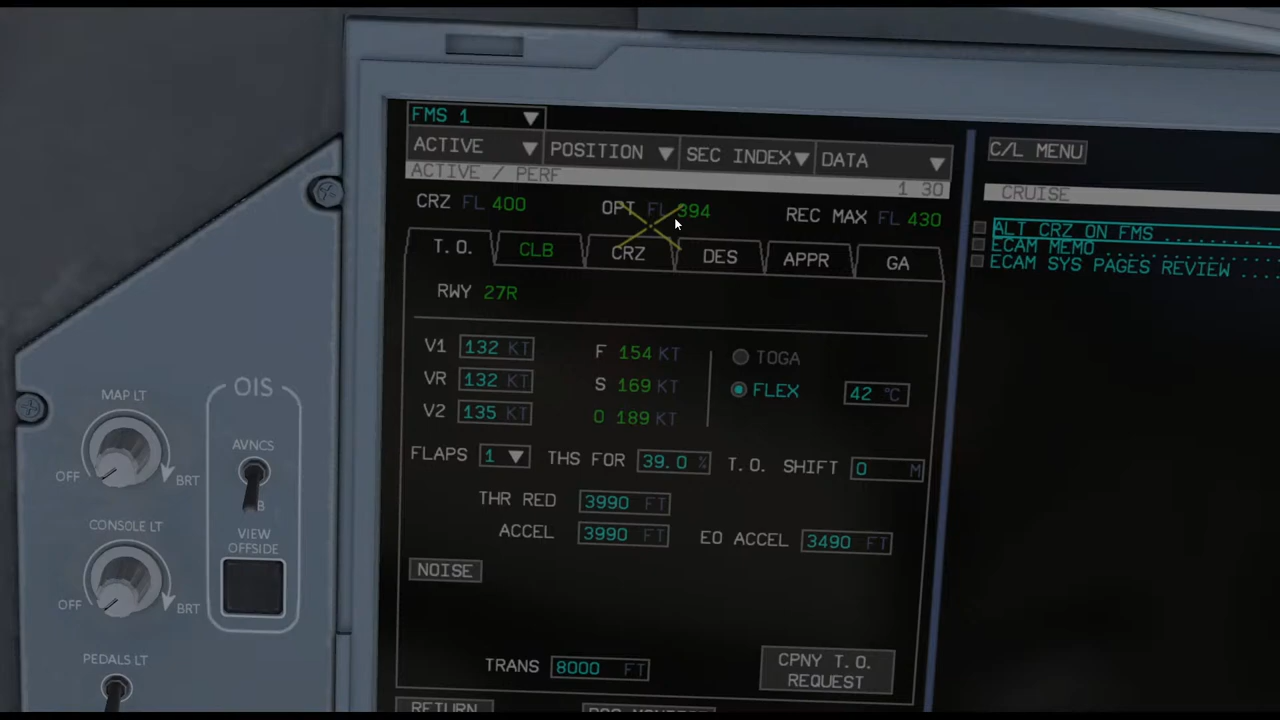 FMS 1
ACTIVE POSITION SEC INDEX DATA
ACTIVE / PERF 1 30
CRZ FL 400 OPT FL 394 REC MAX FL 430
T.O. CLB CRZ DES APPR GA
RWY 27R
V1 132 KT F 154 KT TOGA
VR 132 KT S 169 KT FLEX 42 °C
V2 135 KT O 189 KT
FLAPS 1 THS FOR 39.0 % T.O. SHIFT 0 M
THR RED 3990 FT
ACCEL 3990 FT EO ACCEL 3490 FT
NOISE
TRANS 8000 FT
CPNY T.O.
REQUEST
RETURN
C/L MENU
CRUISE
ALT CRZ ON FMS ..........
ECAM MEMO
ECAM SYS PAGES REVIEW ....
MAP LT
OFF BRT
CONSOLE LT
OFF BRT
PEDALS LT
OIS
AVNCS
B
VIEW
OFFSIDE